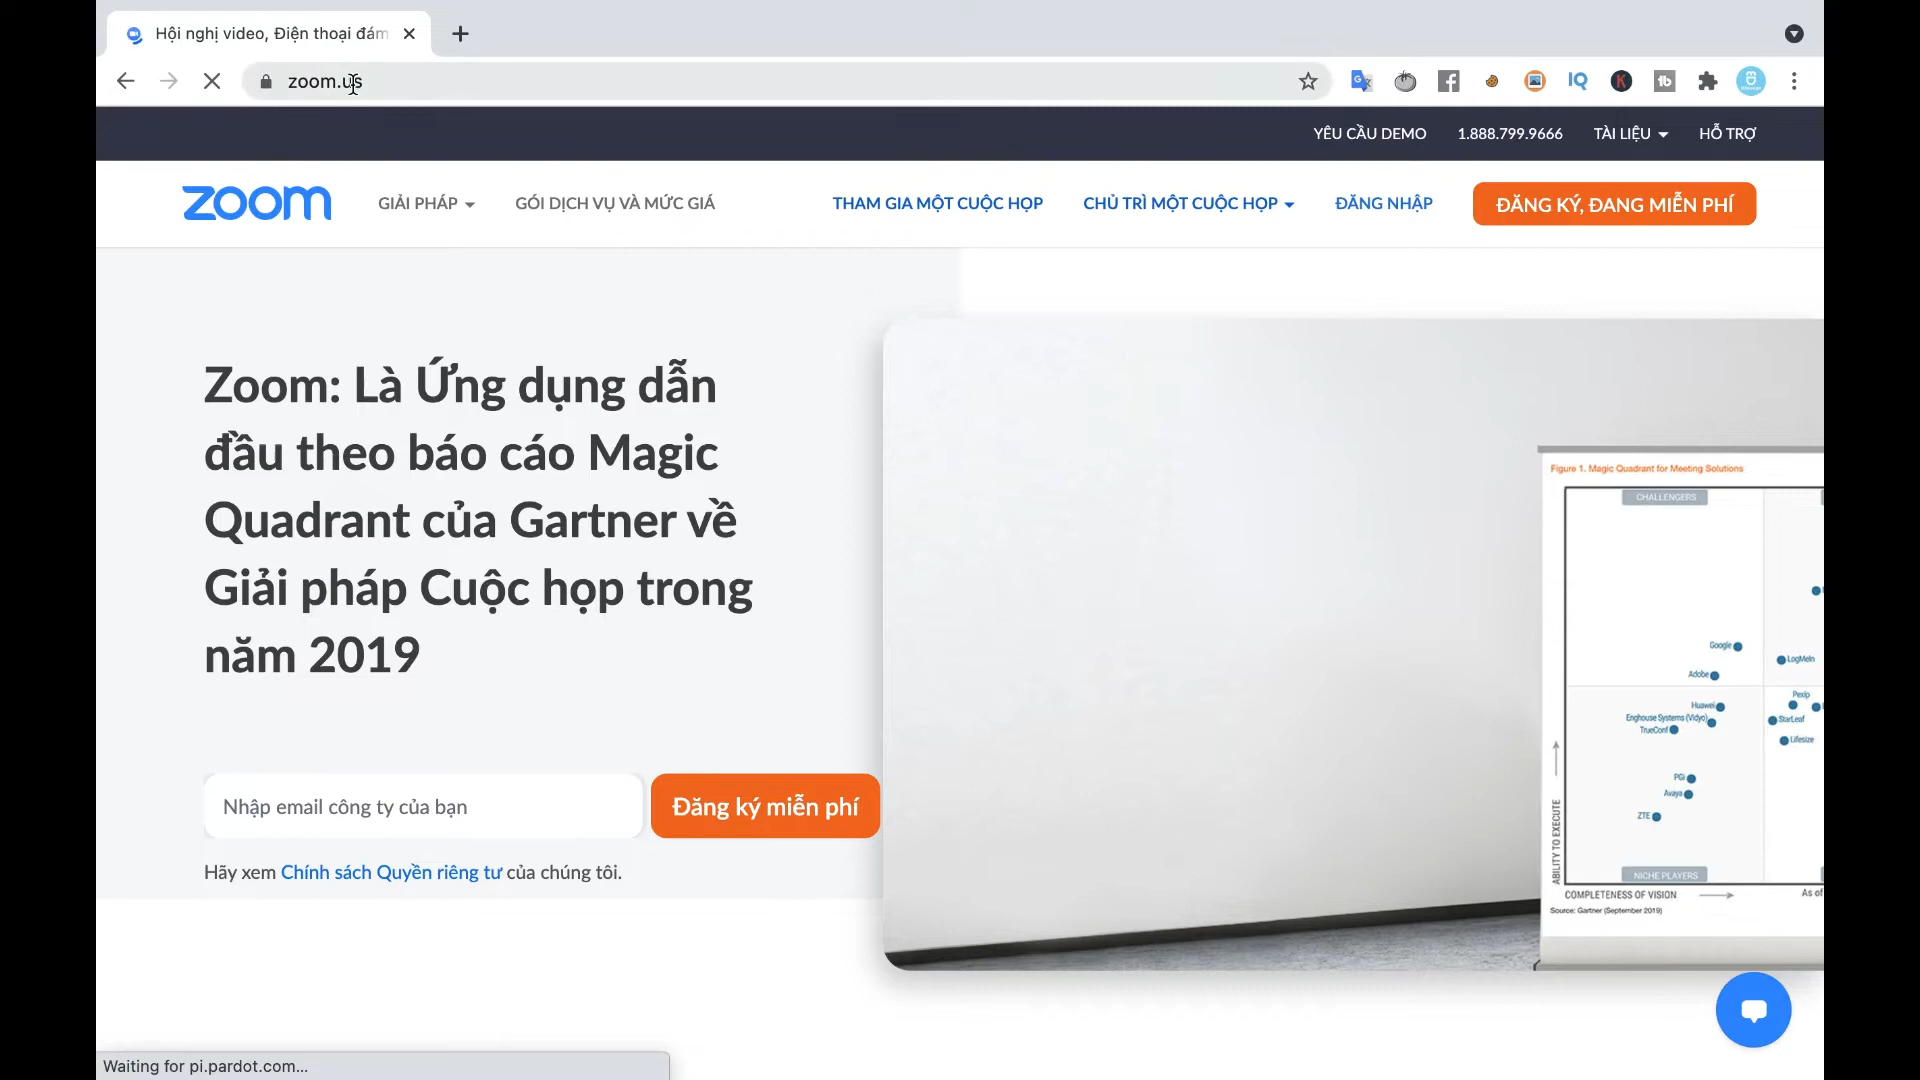 Hội nghị video, Điện thoại đám
zoom.us
YÊU CẦU DEMO
1.888.799.9666
TÀI LIỆU
HỖ TRỢ
zoom
GIẢI PHÁP
GÓI DỊCH VỤ VÀ MỨC GIÁ
THAM GIA MỘT CUỘC HỌP
CHỦ TRÌ MỘT CUỘC HỌP
ĐĂNG NHẬP
ĐĂNG KÝ, ĐANG MIỄN PHÍ
Zoom: Là Ứng dụng dẫn
đầu theo báo cáo Magic
Quadrant của Gartner về
Giải pháp Cuộc họp trong
năm 2019
Nhập email công ty của bạn
Đăng ký miễn phí
Hãy xem Chính sách Quyền riêng tư của chúng tôi.
Figure 1. Magic Quadrant for Meeting Solutions
CHALLENGERS
Google
LogMeIn
Adobe
Pexip
Huawei
Enghouse Systems (Vidyo)
StarLeaf
TrueConf
Lifesize
PGi
Avaya
ZTE
ABILITY TO EXECUTE
NICHE PLAYERS
COMPLETENESS OF VISION
As of
Source: Gartner (September 2019)
Waiting for pi.pardot.com...